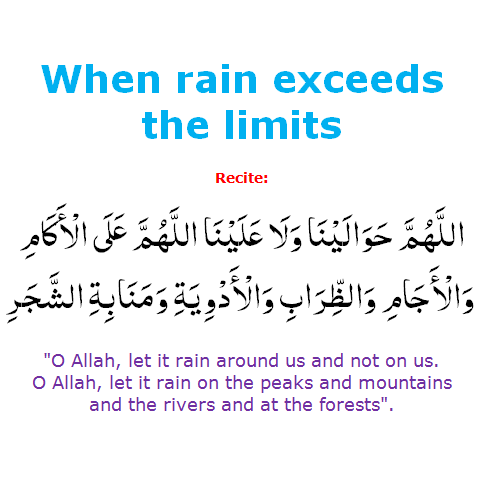 When rain exceeds
the limits
Recite:
اللَّهُمَّ حَوَالَيْنَا وَلَا عَلَيْنَا اللَّهُمَّ عَلَى الْأَكَامِ
وَالْأَجَامِ وَالظِّرَابِ وَالْأَدْوِيَةِ وَمَنَابِةِ الشَّجَرِ
"O Allah, let it rain around us and not on us.
O Allah, let it rain on the peaks and mountains
and the rivers and at the forests".